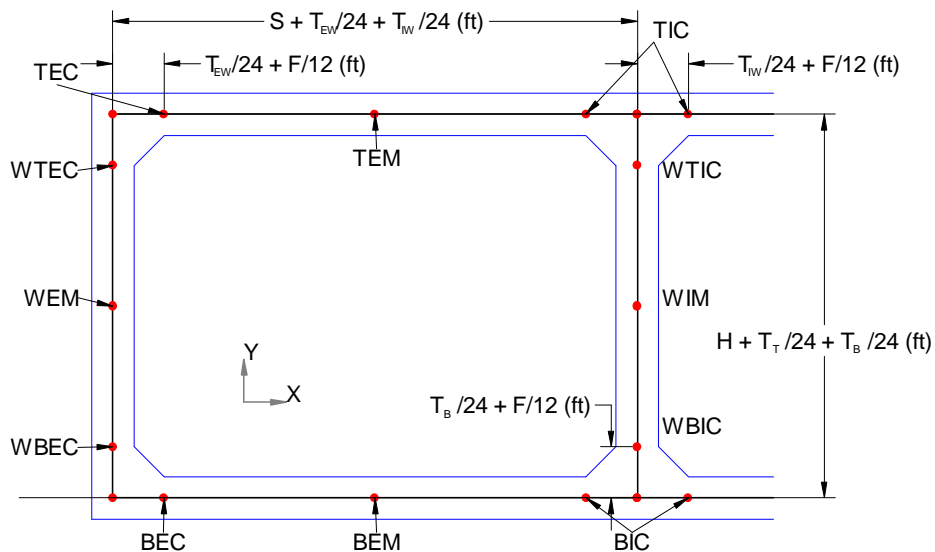 S + T_EW/24 + T_IW/24 (ft)
TIC
TEC
T_EW/24 + F/12 (ft)
T_IW/24 + F/12 (ft)
TEM
WTEC
WTIC
WEM
WIM
H + T_T/24 + T_B/24 (ft)
Y
X
T_B/24 + F/12 (ft)
WBEC
WBIC
BEC
BEM
BIC